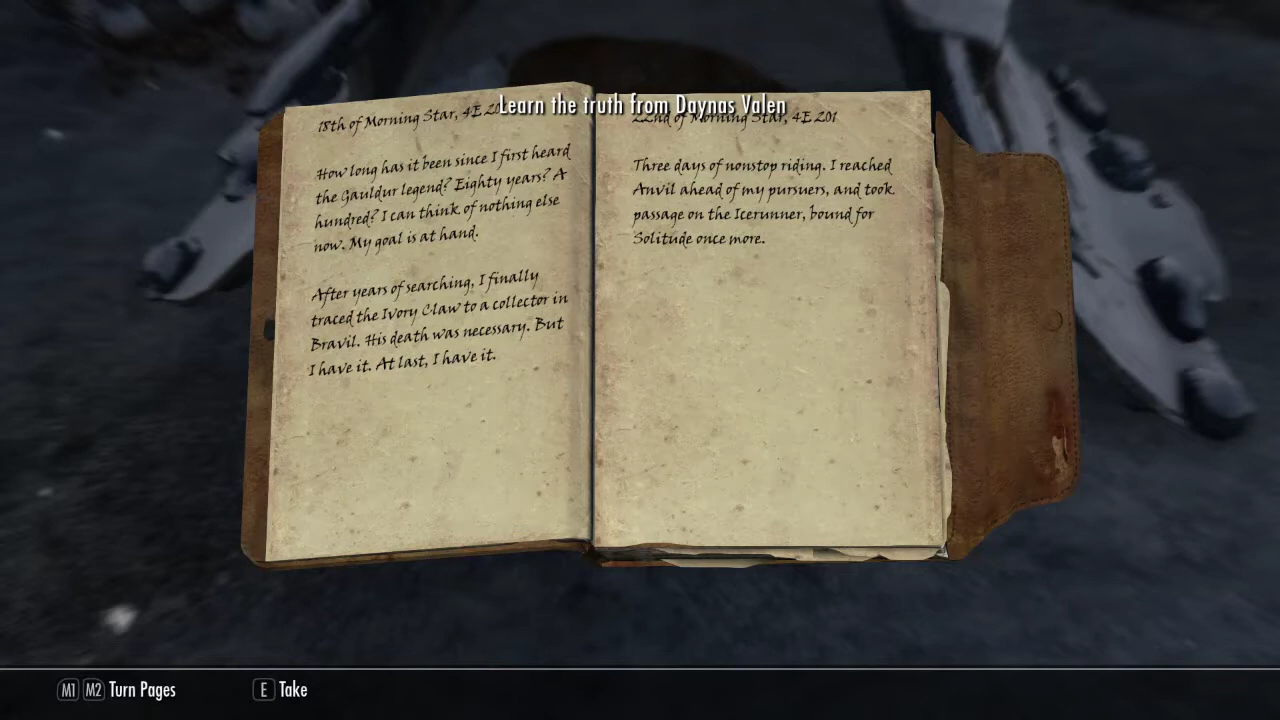 Learn the truth from Daynas Valen
18th of Morning Star, 4E
How long has it been since I first heard
the Gauldur legend? Eighty years? A
hundred? I can think of nothing else
now. My goal is at hand.
After years of searching, I finally
traced the Ivory Claw to a collector in
Bravil. His death was necessary. But
I have it. At last, I have it.
22nd of Morning Star, 4E 201
Three days of nonstop riding. I reached
Anvil ahead of my pursuers, and took
passage on the Icerunner, bound for
Solitude once more.
M1 M2 Turn Pages
E Take